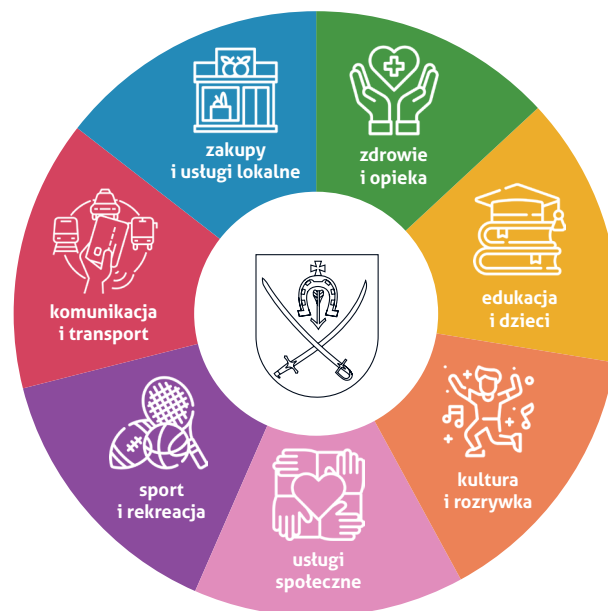 zakupy
i usługi lokalne
zdrowie
i opieka
edukacja
i dzieci
kultura
i rozrywka
usługi
społeczne
sport
i rekreacja
komunikacja
i transport